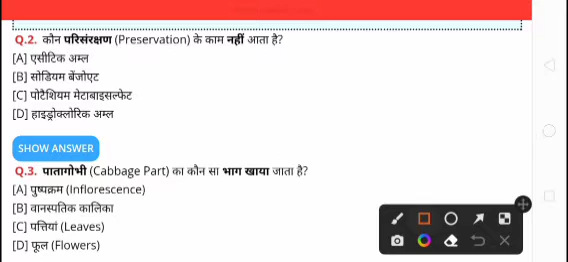 Q.2. कौन परिसंरक्षण (Preservation) के काम नहीं आता है?
[A] एसीटिक अम्ल
[B] सोडियम बेंजोएट
[C] पोटैशियम मेटाबाइसल्फेट
[D] हाइड्रोक्लोरिक अम्ल
SHOW ANSWER
Q.3. पातागोभी (Cabbage Part) का कौन सा भाग खाया जाता है?
[A] पुष्पक्रम (Inflorescence)
[B] वानस्पतिक कालिका
[C] पत्तियां (Leaves)
[D] फूल (Flowers)